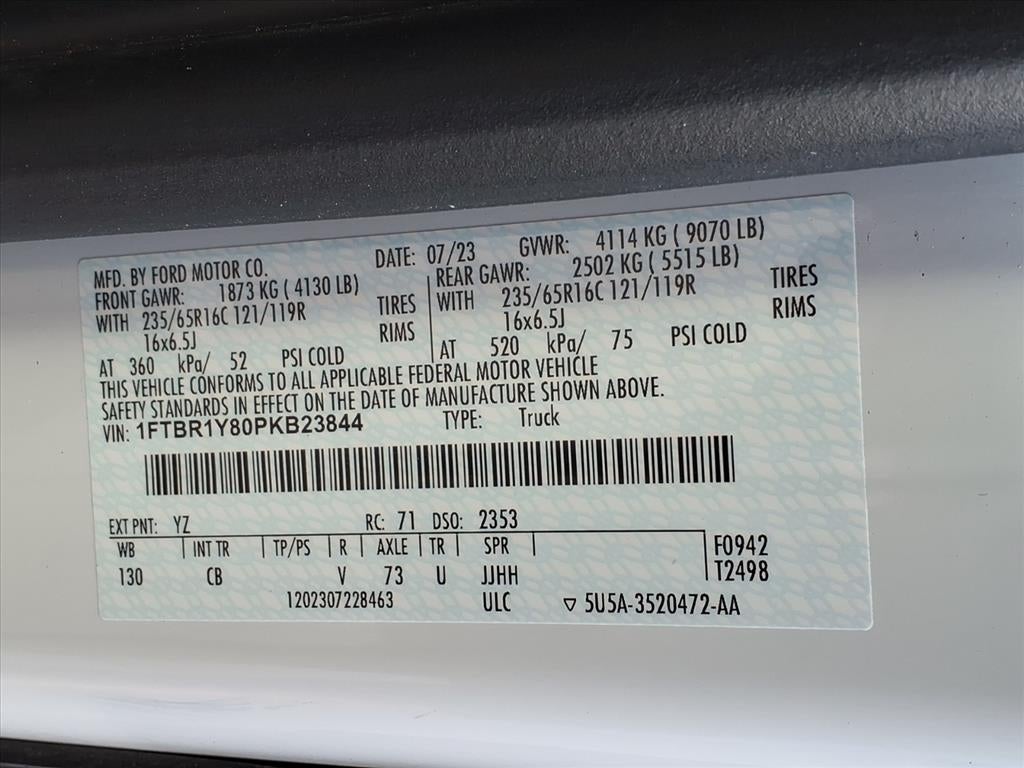 MFD. BY FORD MOTOR CO. DATE: 07/23 GVWR: 4114 KG ( 9070 LB)
FRONT GAWR: 1873 KG ( 4130 LB) REAR GAWR: 2502 KG ( 5515 LB)
WITH 235/65R16C 121/119R TIRES WITH 235/65R16C 121/119R TIRES
16x6.5J RIMS 16x6.5J RIMS
AT 360 kPa/ 52 PSI COLD AT 520 kPa/ 75 PSI COLD
THIS VEHICLE CONFORMS TO ALL APPLICABLE FEDERAL MOTOR VEHICLE
SAFETY STANDARDS IN EFFECT ON THE DATE OF MANUFACTURE SHOWN ABOVE.
VIN: 1FTBR1Y80PKB23844 TYPE: Truck
EXT PNT: YZ RC: 71 DSO: 2353
WB INT TR TP/PS R AXLE TR SPR F0942
130 CB V 73 U JJHH T2498
1202307228463 ULC ▽ 5U5A-3520472-AA